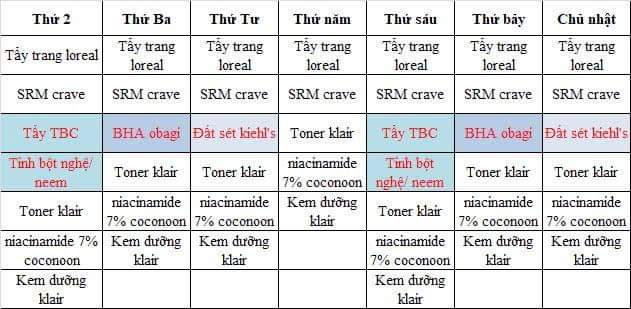 Thứ 2 Thứ Ba Thứ Tư Thứ năm Thứ sáu Thứ bảy Chủ nhật
Tẩy trang loreal Tẩy trang loreal Tẩy trang loreal Tẩy trang loreal Tẩy trang loreal Tẩy trang loreal Tẩy trang loreal
SRM crave SRM crave SRM crave SRM crave SRM crave SRM crave SRM crave
Tẩy TBC BHA obagi Đất sét kiehl's Toner klair Tẩy TBC BHA obagi Đất sét kiehl's
Tinh bột nghệ/ neem Toner klair Toner klair niacinamide 7% coconoon Tinh bột nghệ/ neem Toner klair Toner klair
Toner klair niacinamide 7% coconoon niacinamide 7% coconoon Kem dưỡng klair Toner klair niacinamide 7% coconoon niacinamide 7% coconoon
niacinamide 7% coconoon Kem dưỡng klair Kem dưỡng klair niacinamide 7% coconoon Kem dưỡng klair Kem dưỡng klair
Kem dưỡng klair Kem dưỡng klair